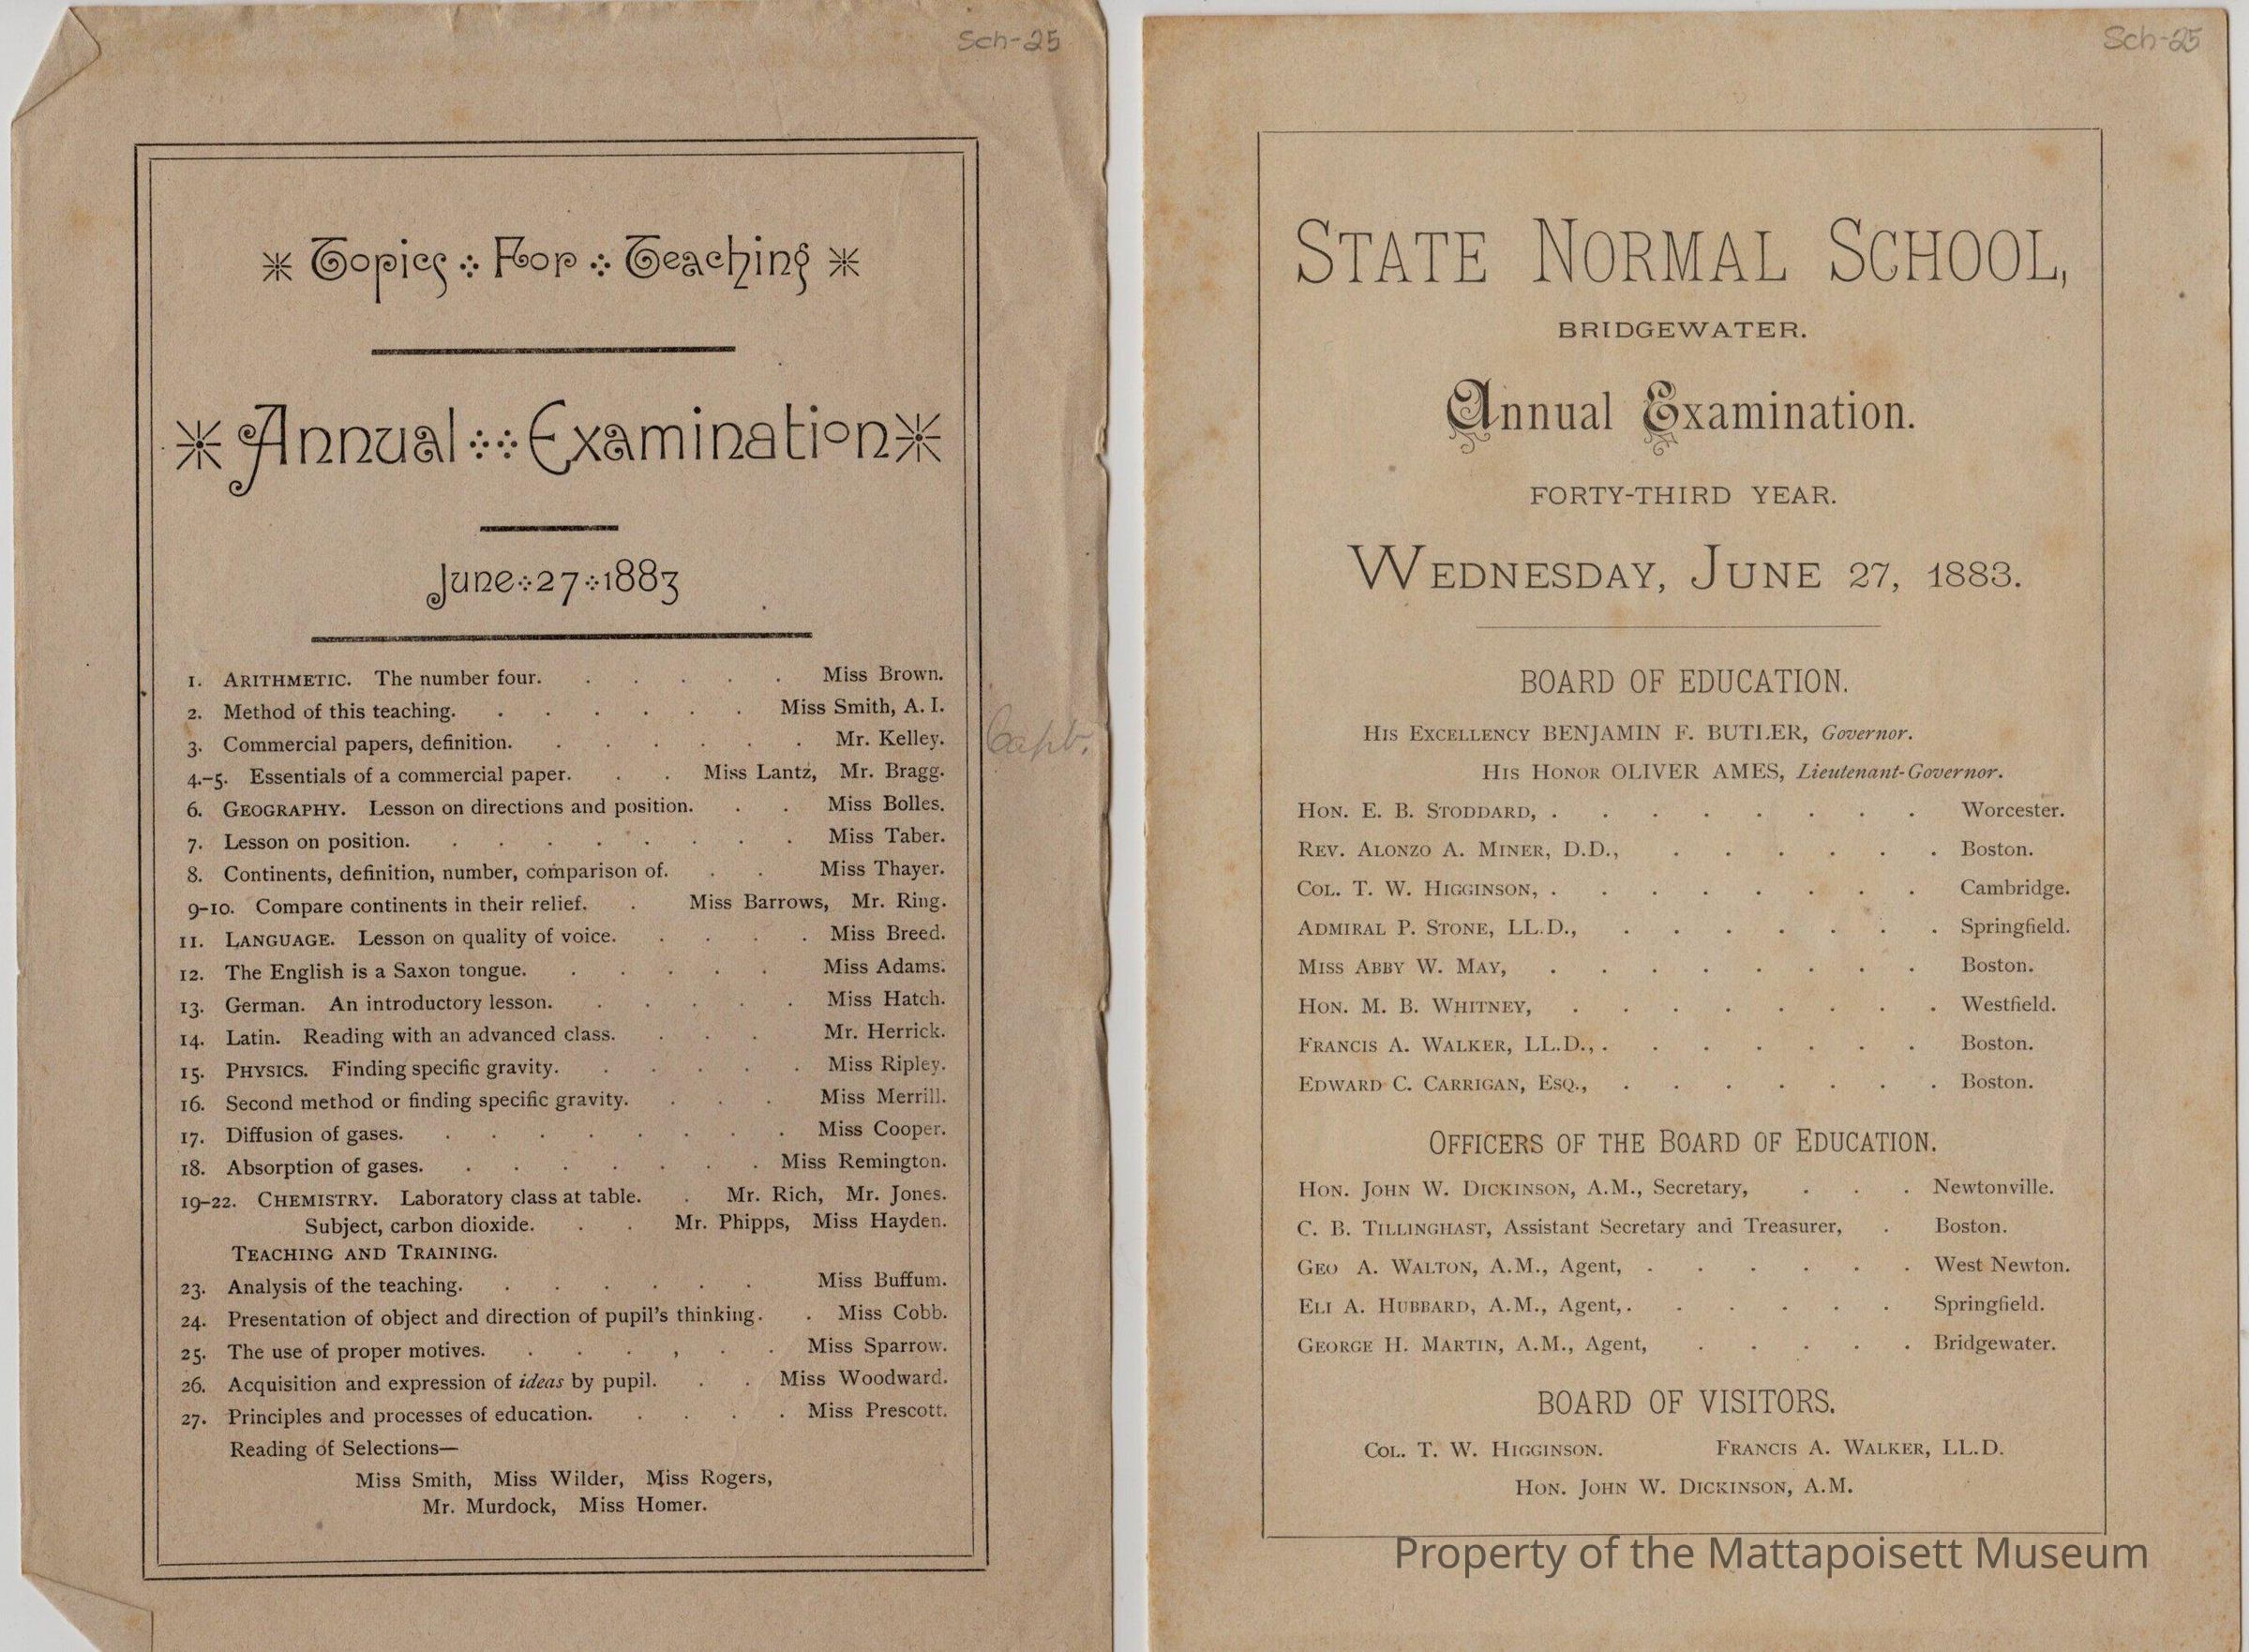 Sch-25
Topics For Teaching
Annual Examination
June 27 1883
1. ARITHMETIC. The number four. . . . . . Miss Brown.
2. Method of this teaching. . . . . . . Miss Smith, A. I.
3. Commercial papers, definition. . . . . . . Mr. Kelley.
4.-5. Essentials of a commercial paper. . . Miss Lantz, Mr. Bragg.
6. GEOGRAPHY. Lesson on directions and position. . . Miss Bolles.
7. Lesson on position. . . . . . . . . Miss Taber.
8. Continents, definition, number, comparison of. . . Miss Thayer.
9-10. Compare continents in their relief. . Miss Barrows, Mr. Ring.
11. LANGUAGE. Lesson on quality of voice. . . . . Miss Breed.
12. The English is a Saxon tongue. . . . . . Miss Adams.
13. German. An introductory lesson. . . . . . Miss Hatch.
14. Latin. Reading with an advanced class. . . . Mr. Herrick.
15. PHYSICS. Finding specific gravity. . . . . . Miss Ripley.
16. Second method or finding specific gravity. . . . Miss Merrill.
17. Diffusion of gases. . . . . . . . . Miss Cooper.
18. Absorption of gases. . . . . . . . Miss Remington.
19-22. CHEMISTRY. Laboratory class at table. . Mr. Rich, Mr. Jones.
Subject, carbon dioxide. . . Mr. Phipps, Miss Hayden.
TEACHING AND TRAINING.
23. Analysis of the teaching. . . . . . . Miss Buffum.
24. Presentation of object and direction of pupil's thinking. . Miss Cobb.
25. The use of proper motives. . . . , . . Miss Sparrow.
26. Acquisition and expression of ideas by pupil. . . Miss Woodward.
27. Principles and processes of education. . . . . Miss Prescott.
Reading of Selections—
Miss Smith, Miss Wilder, Miss Rogers,
Mr. Murdock, Miss Homer.
Sch-25
STATE NORMAL SCHOOL,
BRIDGEWATER.
Annual Examination.
FORTY-THIRD YEAR.
WEDNESDAY, JUNE 27, 1883.
BOARD OF EDUCATION.
HIS EXCELLENCY BENJAMIN F. BUTLER, Governor.
HIS HONOR OLIVER AMES, Lieutenant-Governor.
HON. E. B. STODDARD, . . . . . . . . Worcester.
REV. ALONZO A. MINER, D.D., . . . . . . Boston.
COL. T. W. HIGGINSON, . . . . . . . . Cambridge.
ADMIRAL P. STONE, LL.D., . . . . . . . Springfield.
MISS ABBY W. MAY, . . . . . . . . Boston.
HON. M. B. WHITNEY, . . . . . . . . Westfield.
FRANCIS A. WALKER, LL.D., . . . . . . . Boston.
EDWARD C. CARRIGAN, ESQ., . . . . . . . Boston.
OFFICERS OF THE BOARD OF EDUCATION.
HON. JOHN W. DICKINSON, A.M., Secretary, . . . Newtonville.
C. B. TILLINGHAST, Assistant Secretary and Treasurer, . Boston.
GEO A. WALTON, A.M., Agent, . . . . . . West Newton.
ELI A. HUBBARD, A.M., Agent, . . . . . . Springfield.
GEORGE H. MARTIN, A.M., Agent, . . . . . Bridgewater.
BOARD OF VISITORS.
COL. T. W. HIGGINSON. FRANCIS A. WALKER, LL.D.
HON. JOHN W. DICKINSON, A.M.
Property of the Mattapoisett Museum